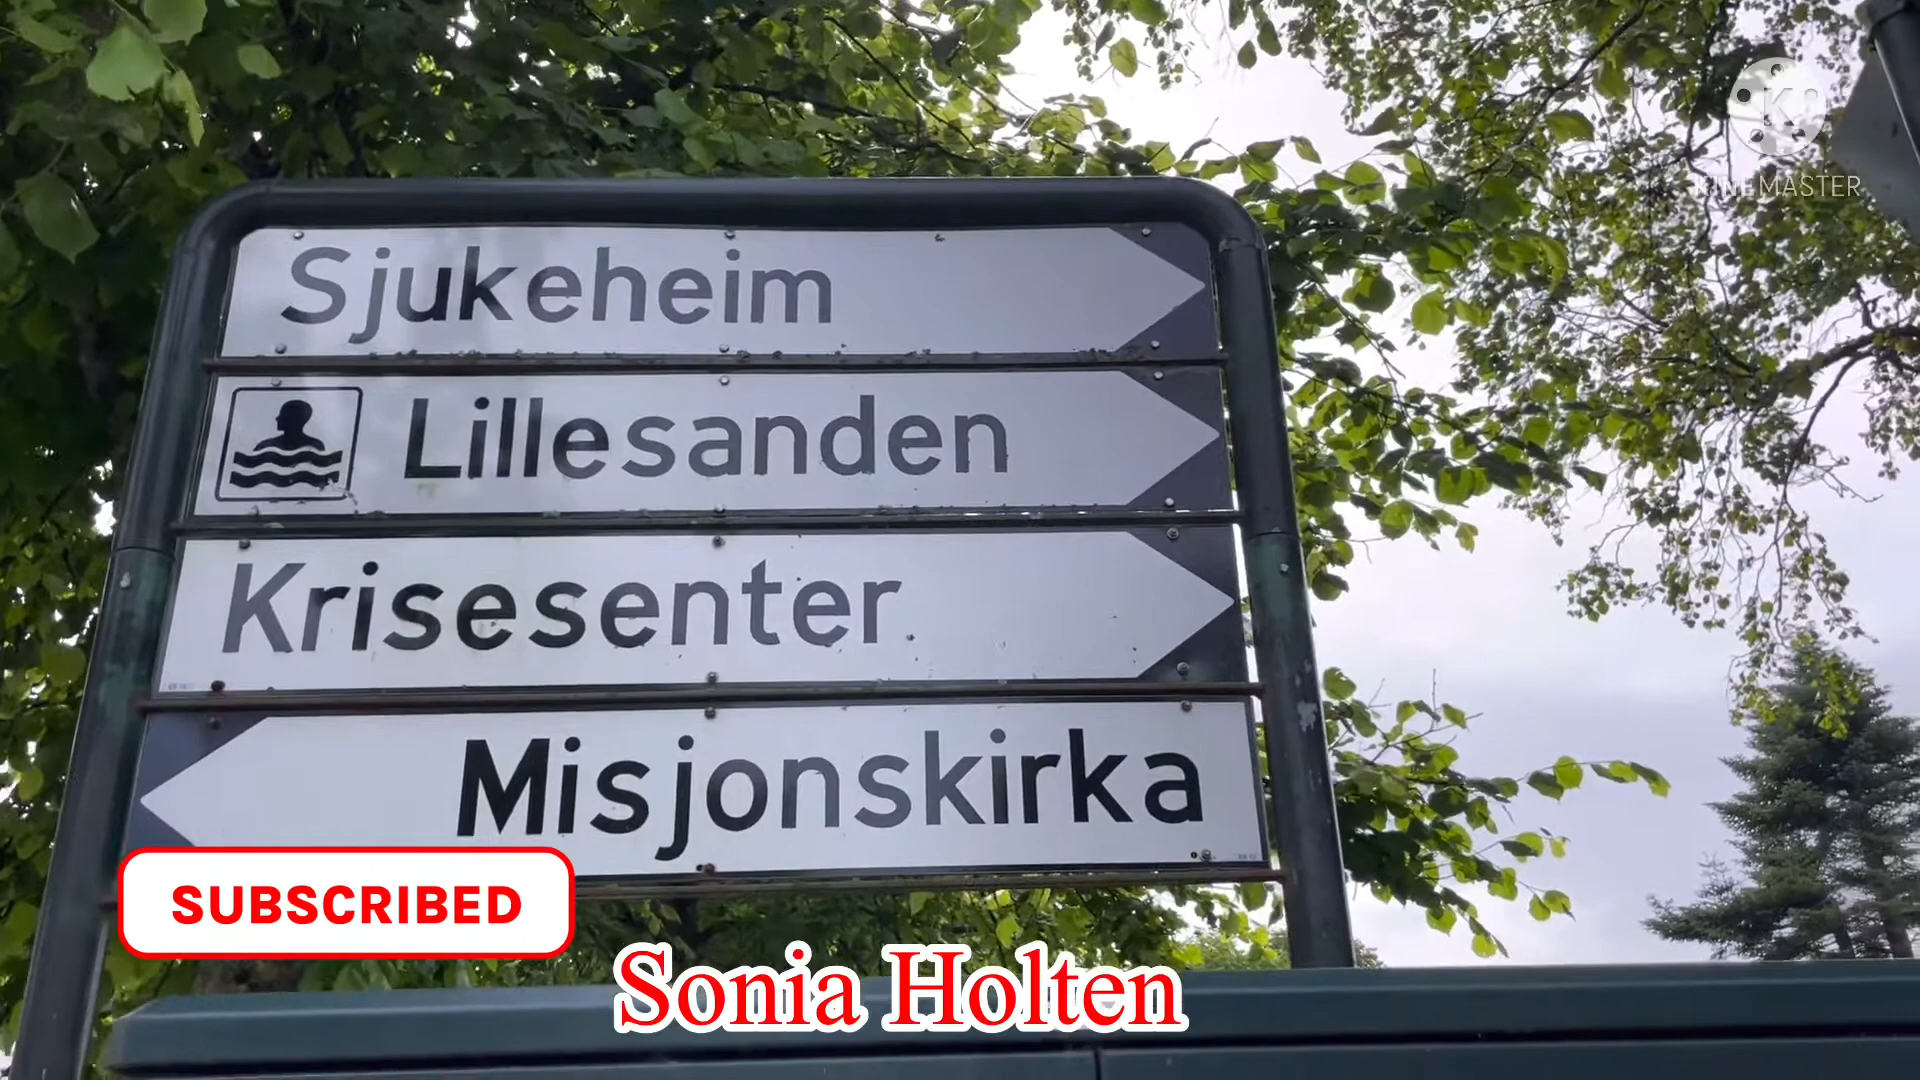 KINEMASTER
Sjukeheim
Lillesanden
Krisesenter
Misjonskirka
SUBSCRIBED
Sonia Holten